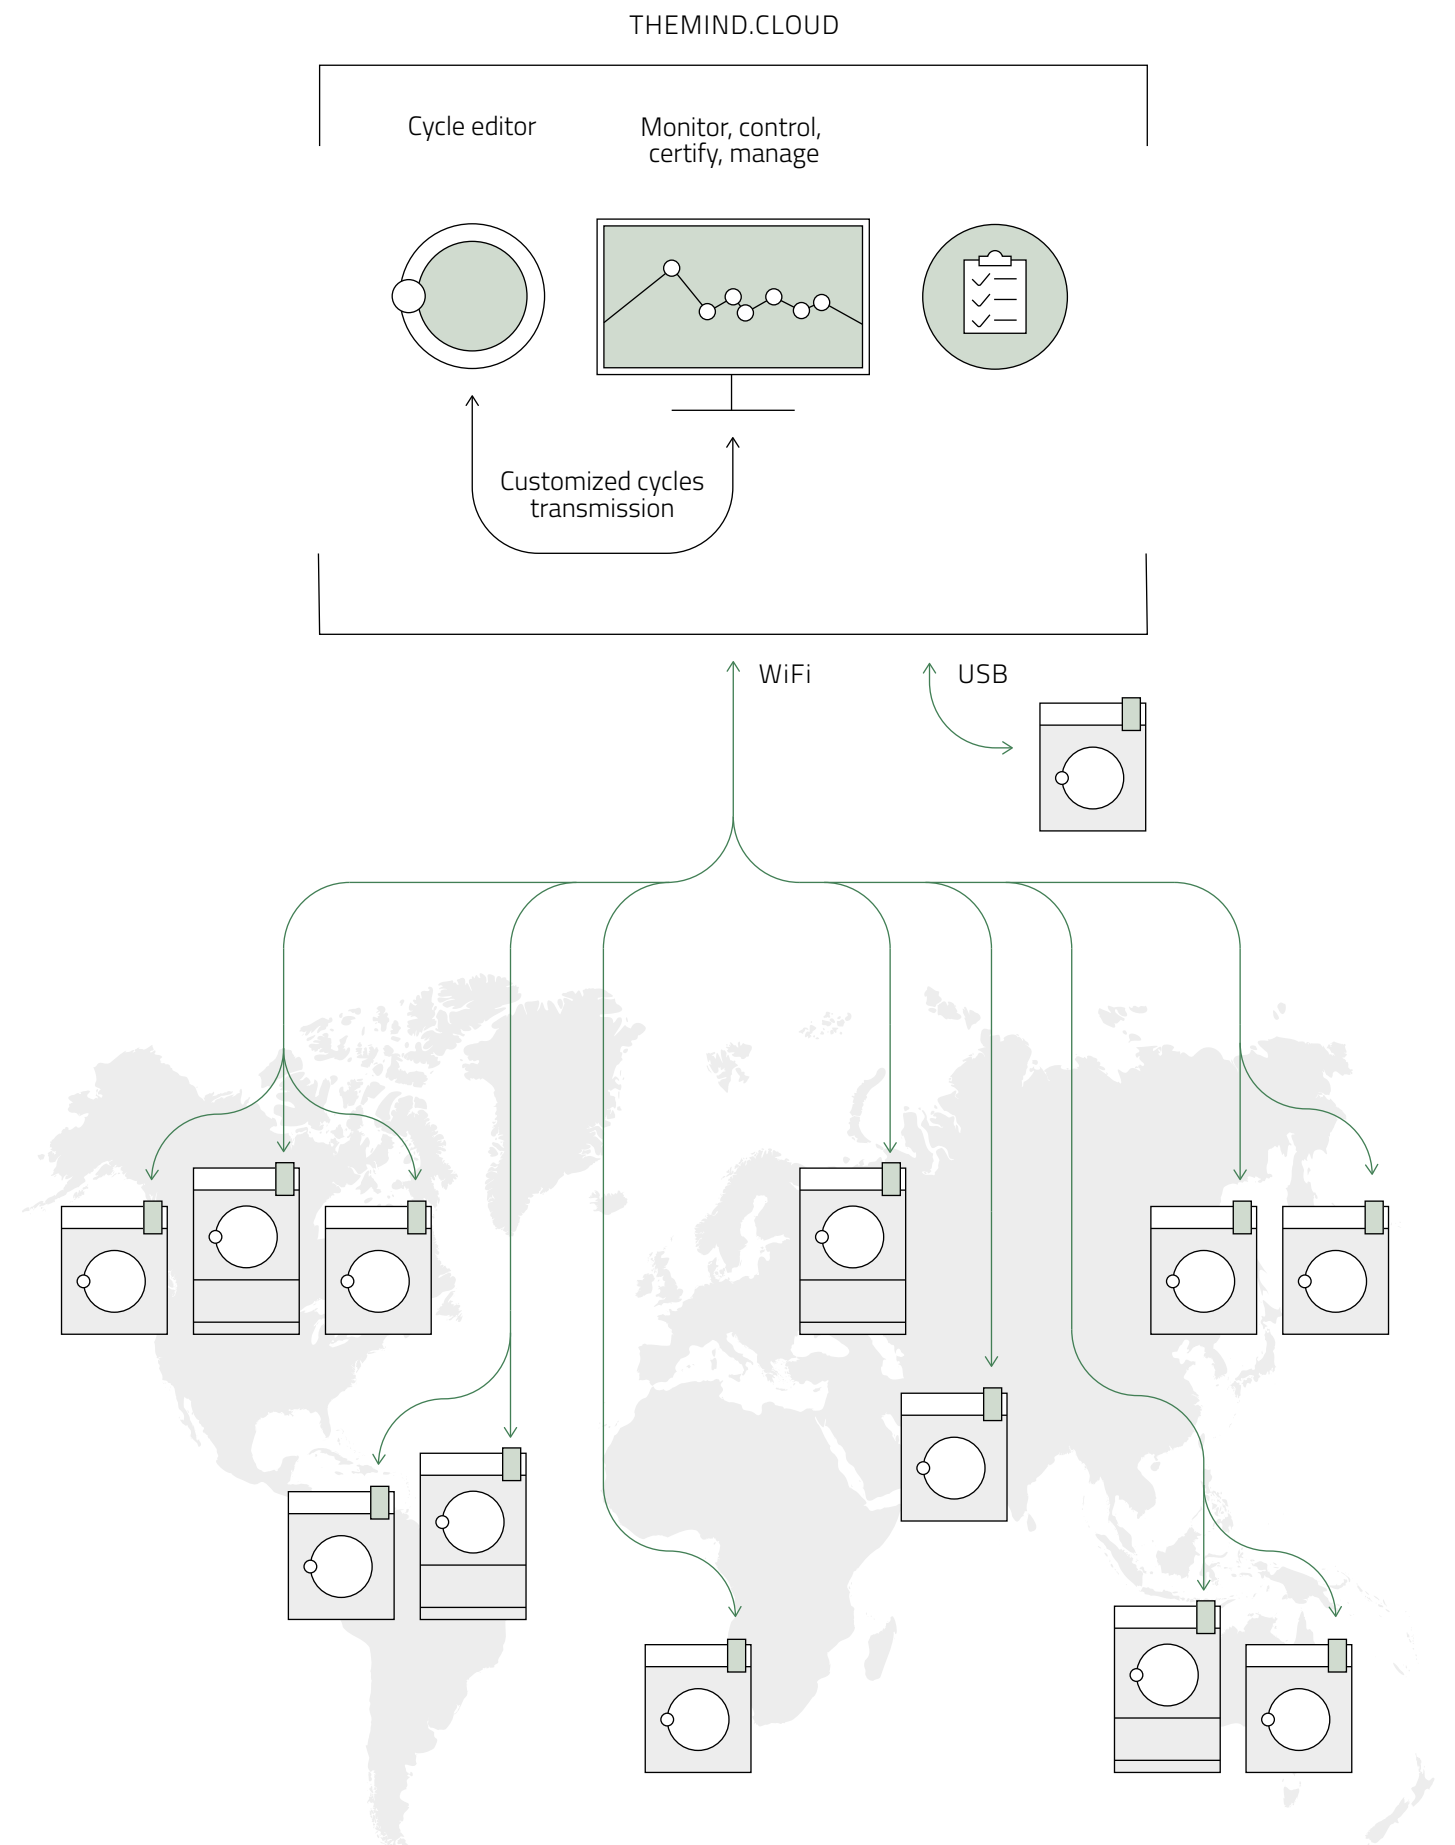 THEMIND.CLOUD
Cycle editor
Monitor, control,
certify, manage
Customized cycles
transmission
WiFi
USB